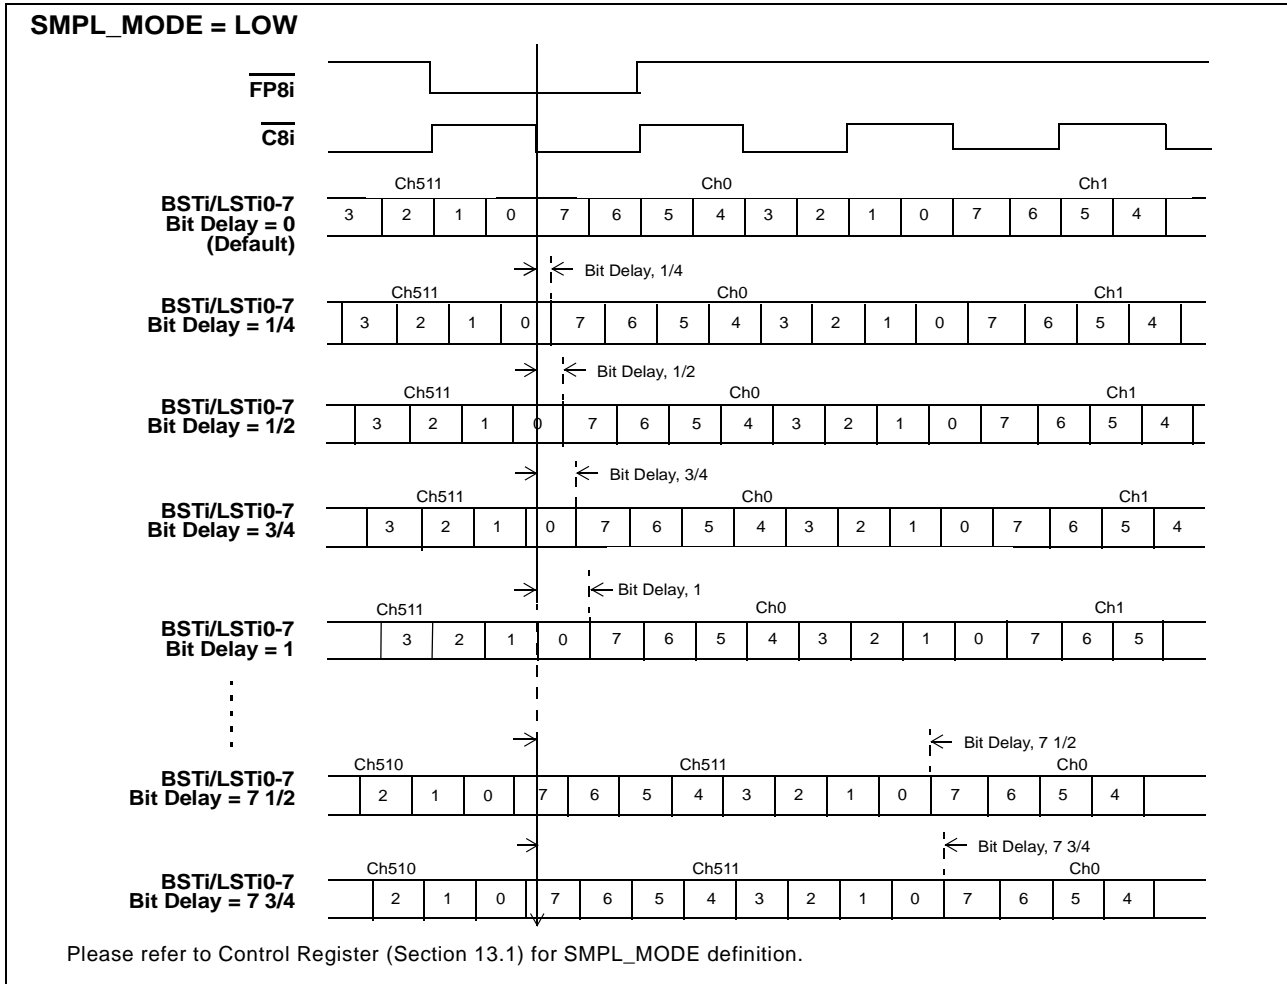 SMPL_MODE = LOW
FP8i
C8i
Ch511 Ch0 Ch1
BSTi/LSTi0-7
Bit Delay = 0
(Default)
3 2 1 0 7 6 5 4 3 2 1 0 7 6 5 4
Bit Delay, 1/4
Ch511 Ch0 Ch1
BSTi/LSTi0-7
Bit Delay = 1/4
3 2 1 0 7 6 5 4 3 2 1 0 7 6 5 4
Bit Delay, 1/2
Ch511 Ch0 Ch1
BSTi/LSTi0-7
Bit Delay = 1/2
3 2 1 0 7 6 5 4 3 2 1 0 7 6 5 4
Bit Delay, 3/4
Ch511 Ch0 Ch1
BSTi/LSTi0-7
Bit Delay = 3/4
3 2 1 0 7 6 5 4 3 2 1 0 7 6 5 4
Bit Delay, 1
Ch511 Ch0 Ch1
BSTi/LSTi0-7
Bit Delay = 1
3 2 1 0 7 6 5 4 3 2 1 0 7 6 5
Bit Delay, 7 1/2
Ch510 Ch511 Ch0
BSTi/LSTi0-7
Bit Delay = 7 1/2
2 1 0 7 6 5 4 3 2 1 0 7 6 5 4
Bit Delay, 7 3/4
Ch510 Ch511 Ch0
BSTi/LSTi0-7
Bit Delay = 7 3/4
2 1 0 7 6 5 4 3 2 1 0 7 6 5 4
Please refer to Control Register (Section 13.1) for SMPL_MODE definition.